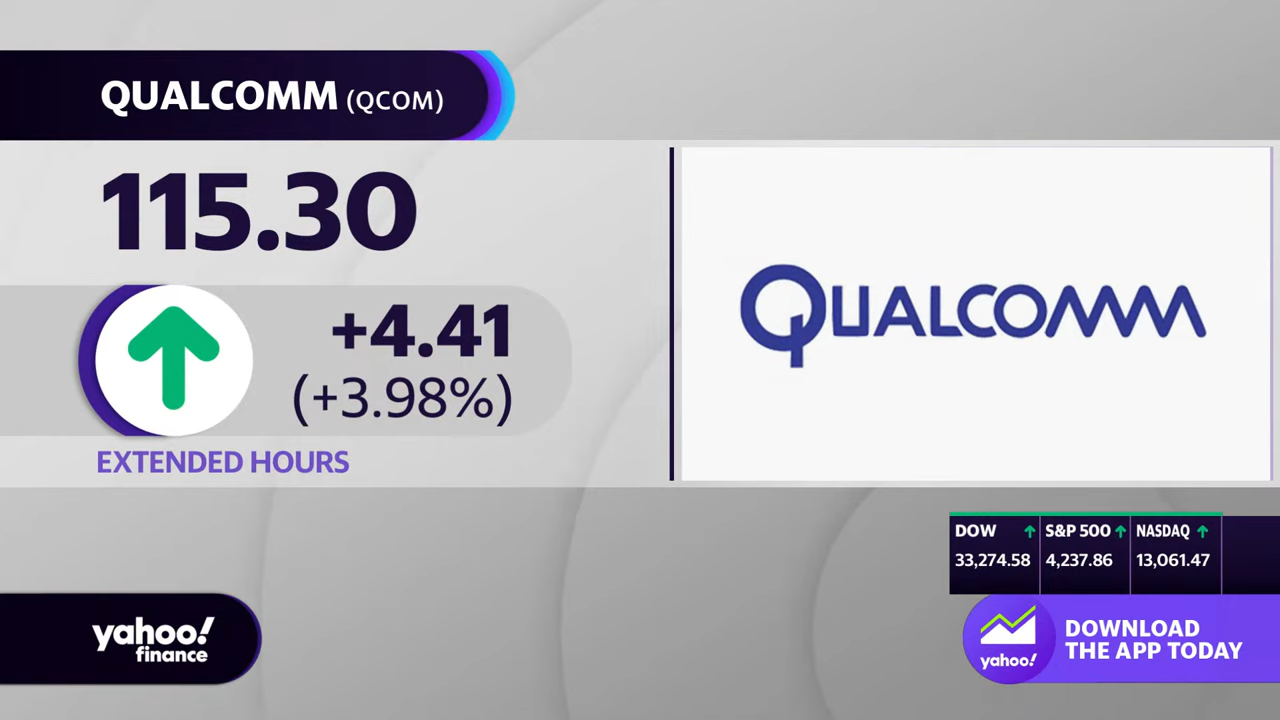 QUALCOMM (QCOM)
115.30
+4.41
(+3.98%)
EXTENDED HOURS
QUALCOMM
DOW S&P 500 NASDAQ
33,274.58 4,237.86 13,061.47
yahoo!
finance
yahoo!
DOWNLOAD
THE APP TODAY